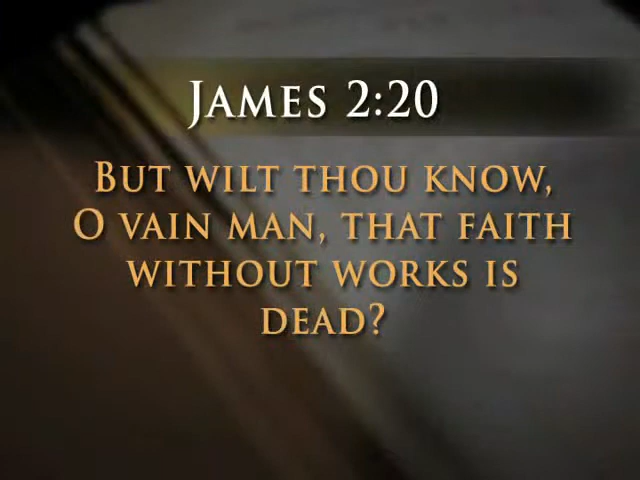 James 2:20
But wilt thou know,
O vain man, that faith
without works is
dead?